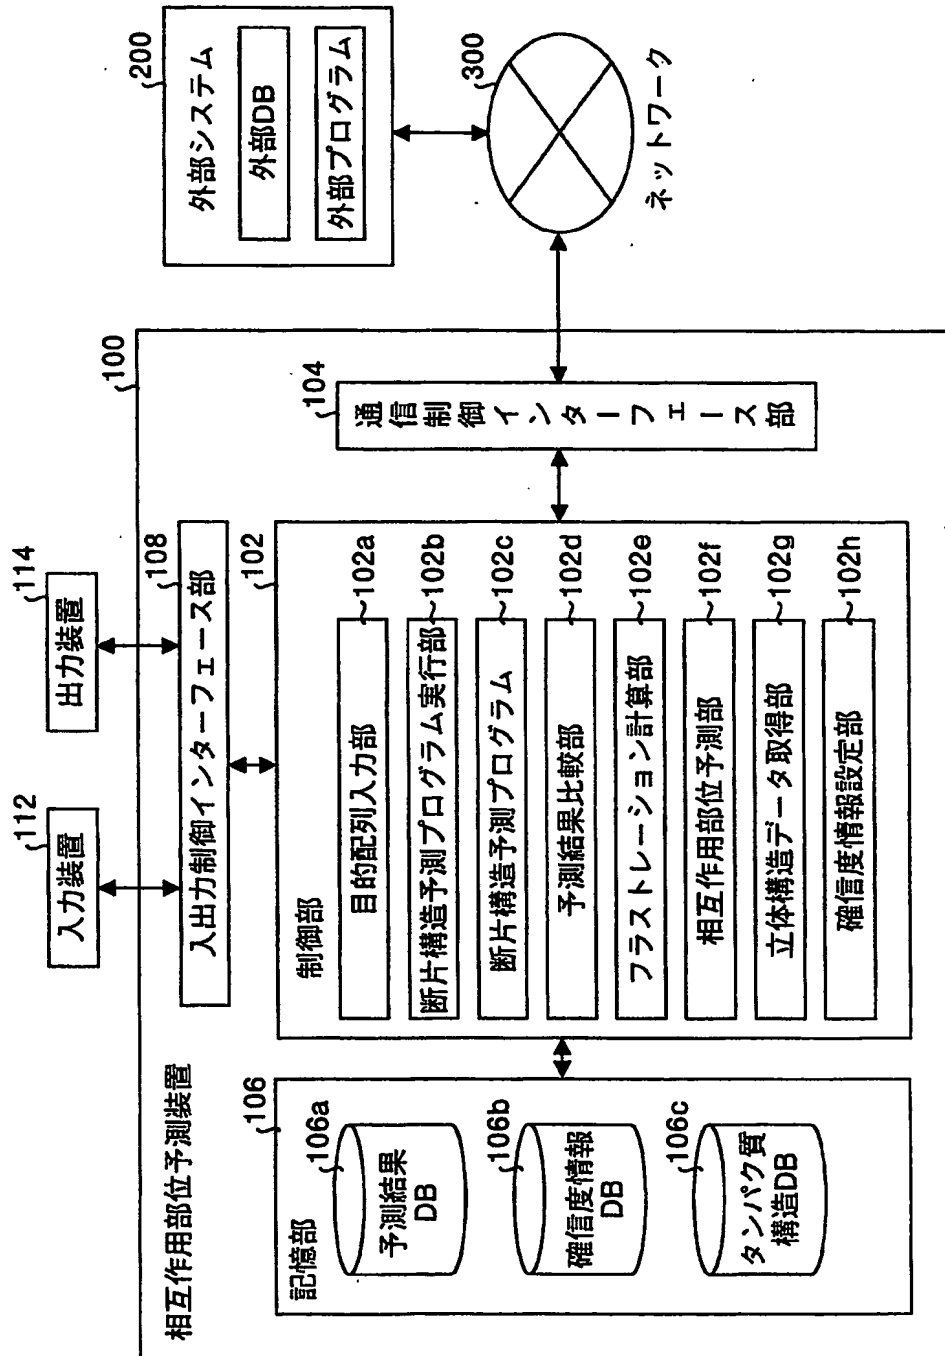 相互作用部位予測装置
100
入力装置
112
出力装置
114
入出力制御インターフェース部
108
記憶部
106
予測結果
DB
106a
確信度情報
DB
106b
タンパク質
構造DB
106c
制御部
102
目的配列入力部
~102a
断片構造予測プログラム実行部
~102b
断片構造予測プログラム
~102c
予測結果比較部
~102d
フラストレーション計算部
~102e
相互作用部位予測部
~102f
立体構造データ取得部
~102g
確信度情報設定部
~102h
通信制御インターフェース部
104
外部システム
200
外部DB
外部プログラム
300
ネットワーク